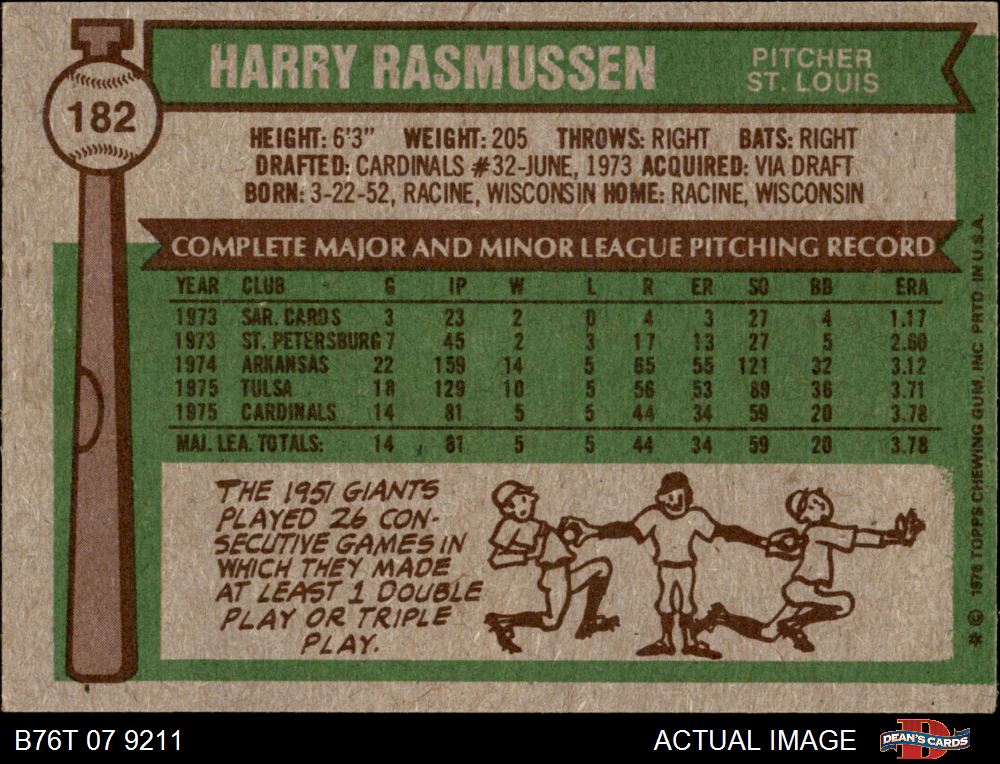 182
HARRY RASMUSSEN
PITCHER
ST. LOUIS
HEIGHT: 6'3" WEIGHT: 205 THROWS: RIGHT BATS: RIGHT
DRAFTED: CARDINALS #32-JUNE, 1973 ACQUIRED: VIA DRAFT
BORN: 3-22-52, RACINE, WISCONSIN HOME: RACINE, WISCONSIN
COMPLETE MAJOR AND MINOR LEAGUE PITCHING RECORD
YEAR CLUB G IP W L R ER SO BB ERA
1973 SAR. CARDS 3 23 2 0 4 3 27 4 1.17
1973 ST. PETERSBURG 7 45 2 3 17 13 27 5 2.60
1974 ARKANSAS 22 159 14 5 65 55 121 32 3.12
1975 TULSA 18 129 10 5 56 53 89 36 3.71
1975 CARDINALS 14 81 5 5 44 34 59 20 3.78
MAJ. LEA. TOTALS: 14 81 5 5 44 34 59 20 3.78
THE 1951 GIANTS
PLAYED 26 CON-
SECUTIVE GAMES IN
WHICH THEY MADE
AT LEAST 1 DOUBLE
PLAY OR TRIPLE
PLAY.
* © 1976 TOPPS CHEWING GUM, INC PRTD IN U.S.A.
B76T 07 9211
ACTUAL IMAGE
DEAN'S CARDS